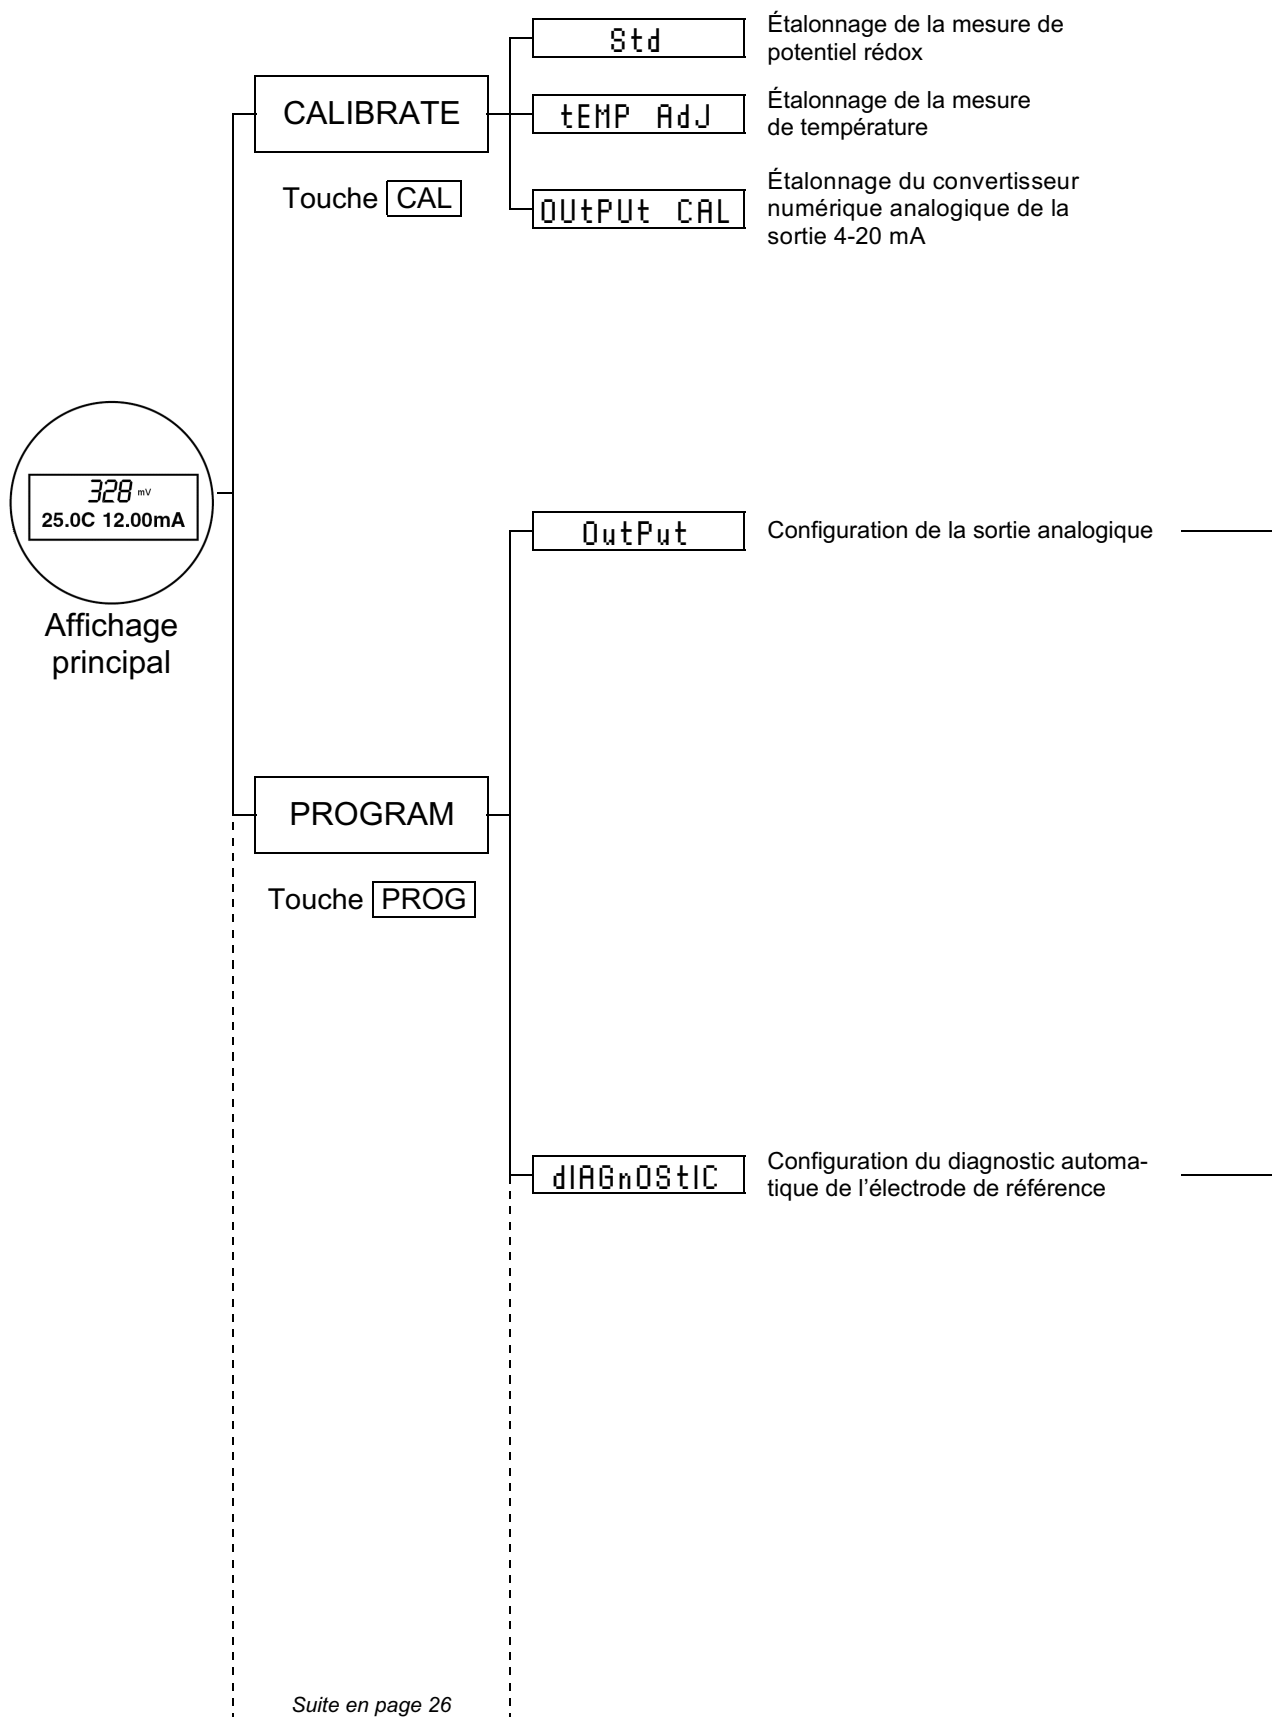 Std
Étalonnage de la mesure de
potentiel rédox
CALIBRATE
tEMP AdJ
Étalonnage de la mesure
de température
Touche CAL
OUtPUt CAL
Étalonnage du convertisseur
numérique analogique de la
sortie 4-20 mA
328 mV
25.0C 12.00mA
Affichage
principal
OutPut
Configuration de la sortie analogique
PROGRAM
Touche PROG
dIAGnOStIC
Configuration du diagnostic automa-
tique de l’électrode de référence
Suite en page 26